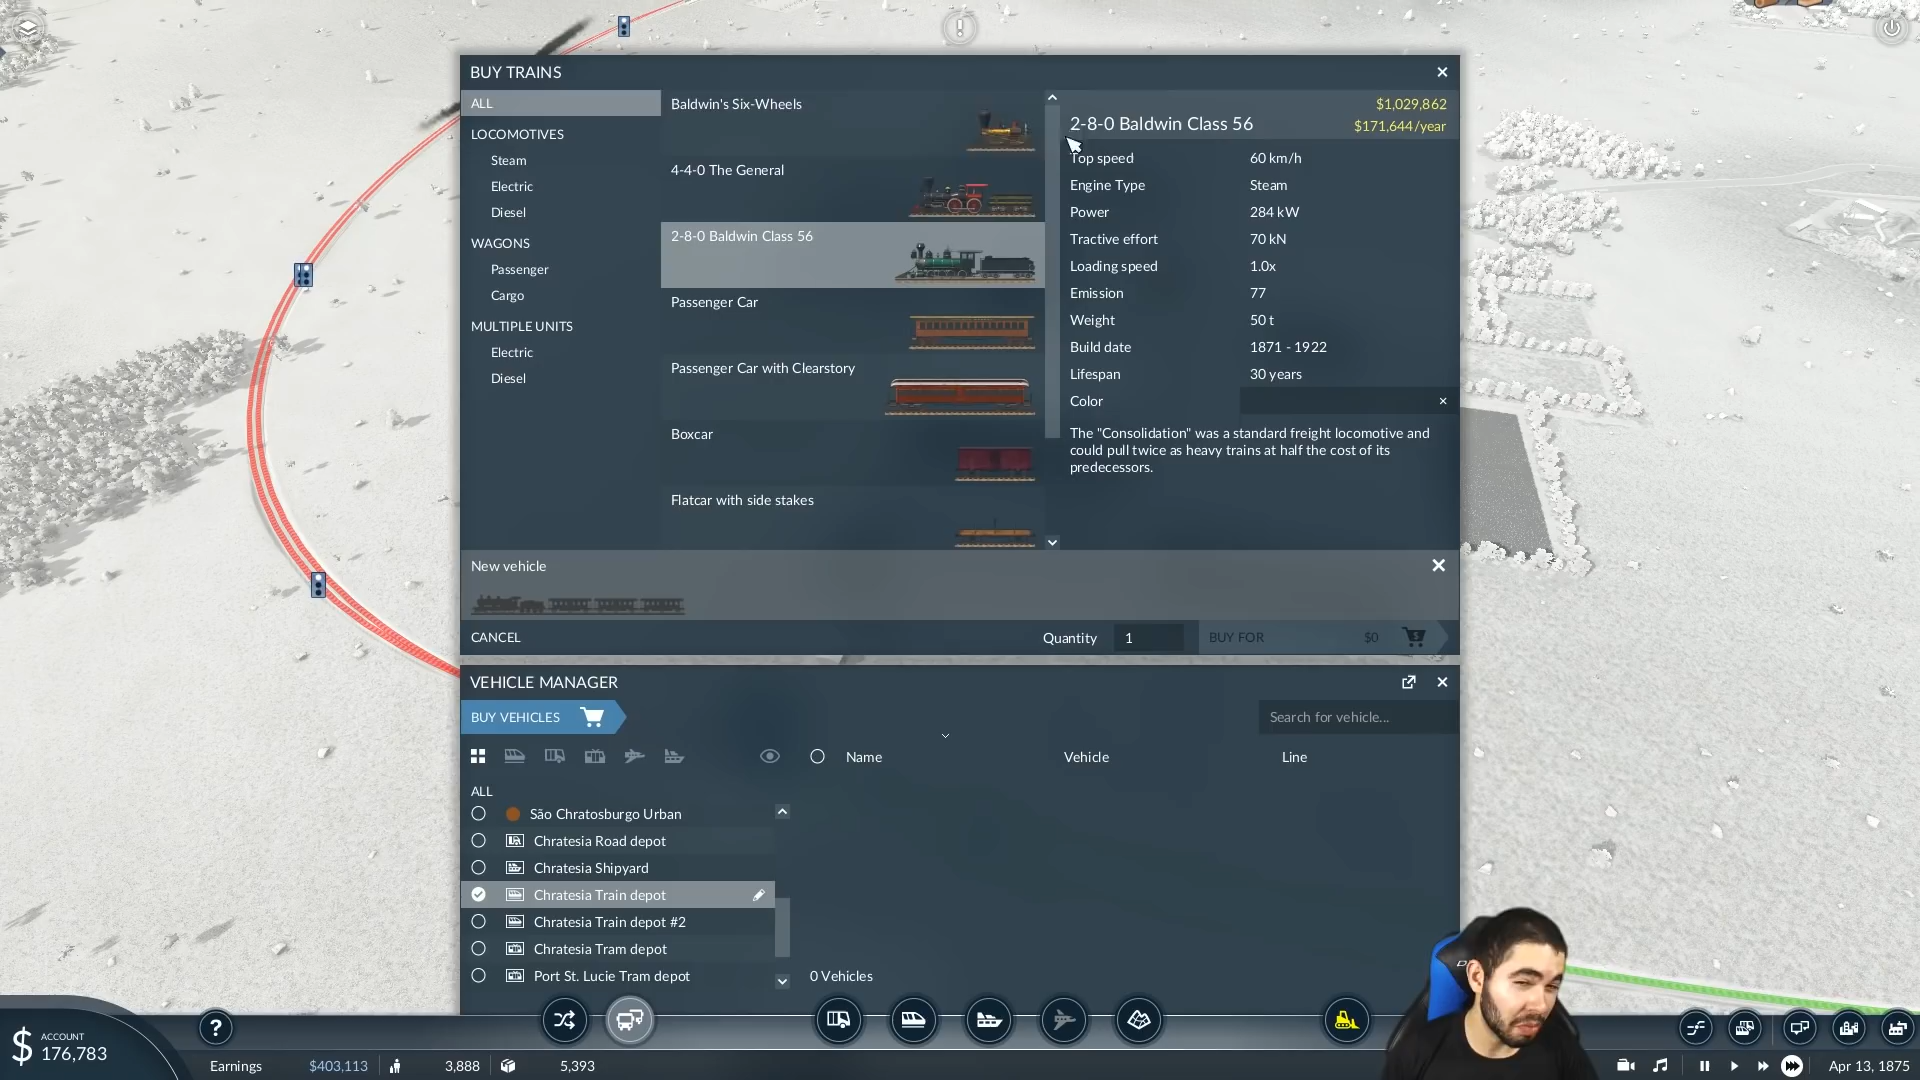 BUY TRAINS
ALL
LOCOMOTIVES
Steam
Electric
Diesel
WAGONS
Passenger
Cargo
MULTIPLE UNITS
Electric
Diesel
Baldwin's Six-Wheels
4-4-0 The General
2-8-0 Baldwin Class 56
Passenger Car
Passenger Car with Clearstory
Boxcar
Flatcar with side stakes
$1,029,862
2-8-0 Baldwin Class 56
$171,644/year
Top speed 60 km/h
Engine Type Steam
Power 284 kW
Tractive effort 70 kN
Loading speed 1.0x
Emission 77
Weight 50 t
Build date 1871 - 1922
Lifespan 30 years
Color
The "Consolidation" was a standard freight locomotive and
could pull twice as heavy trains at half the cost of its
predecessors.
New vehicle
CANCEL Quantity 1 BUY FOR $0
VEHICLE MANAGER
BUY VEHICLES Search for vehicle...
Name Vehicle Line
ALL
São Chratosburgo Urban
Chratesia Road depot
Chratesia Shipyard
Chratesia Train depot
Chratesia Train depot #2
Chratesia Tram depot
Port St. Lucie Tram depot 0 Vehicles
$ ACCOUNT
176,783
?
Earnings $403,113 3,888 5,393 Apr 13, 1875